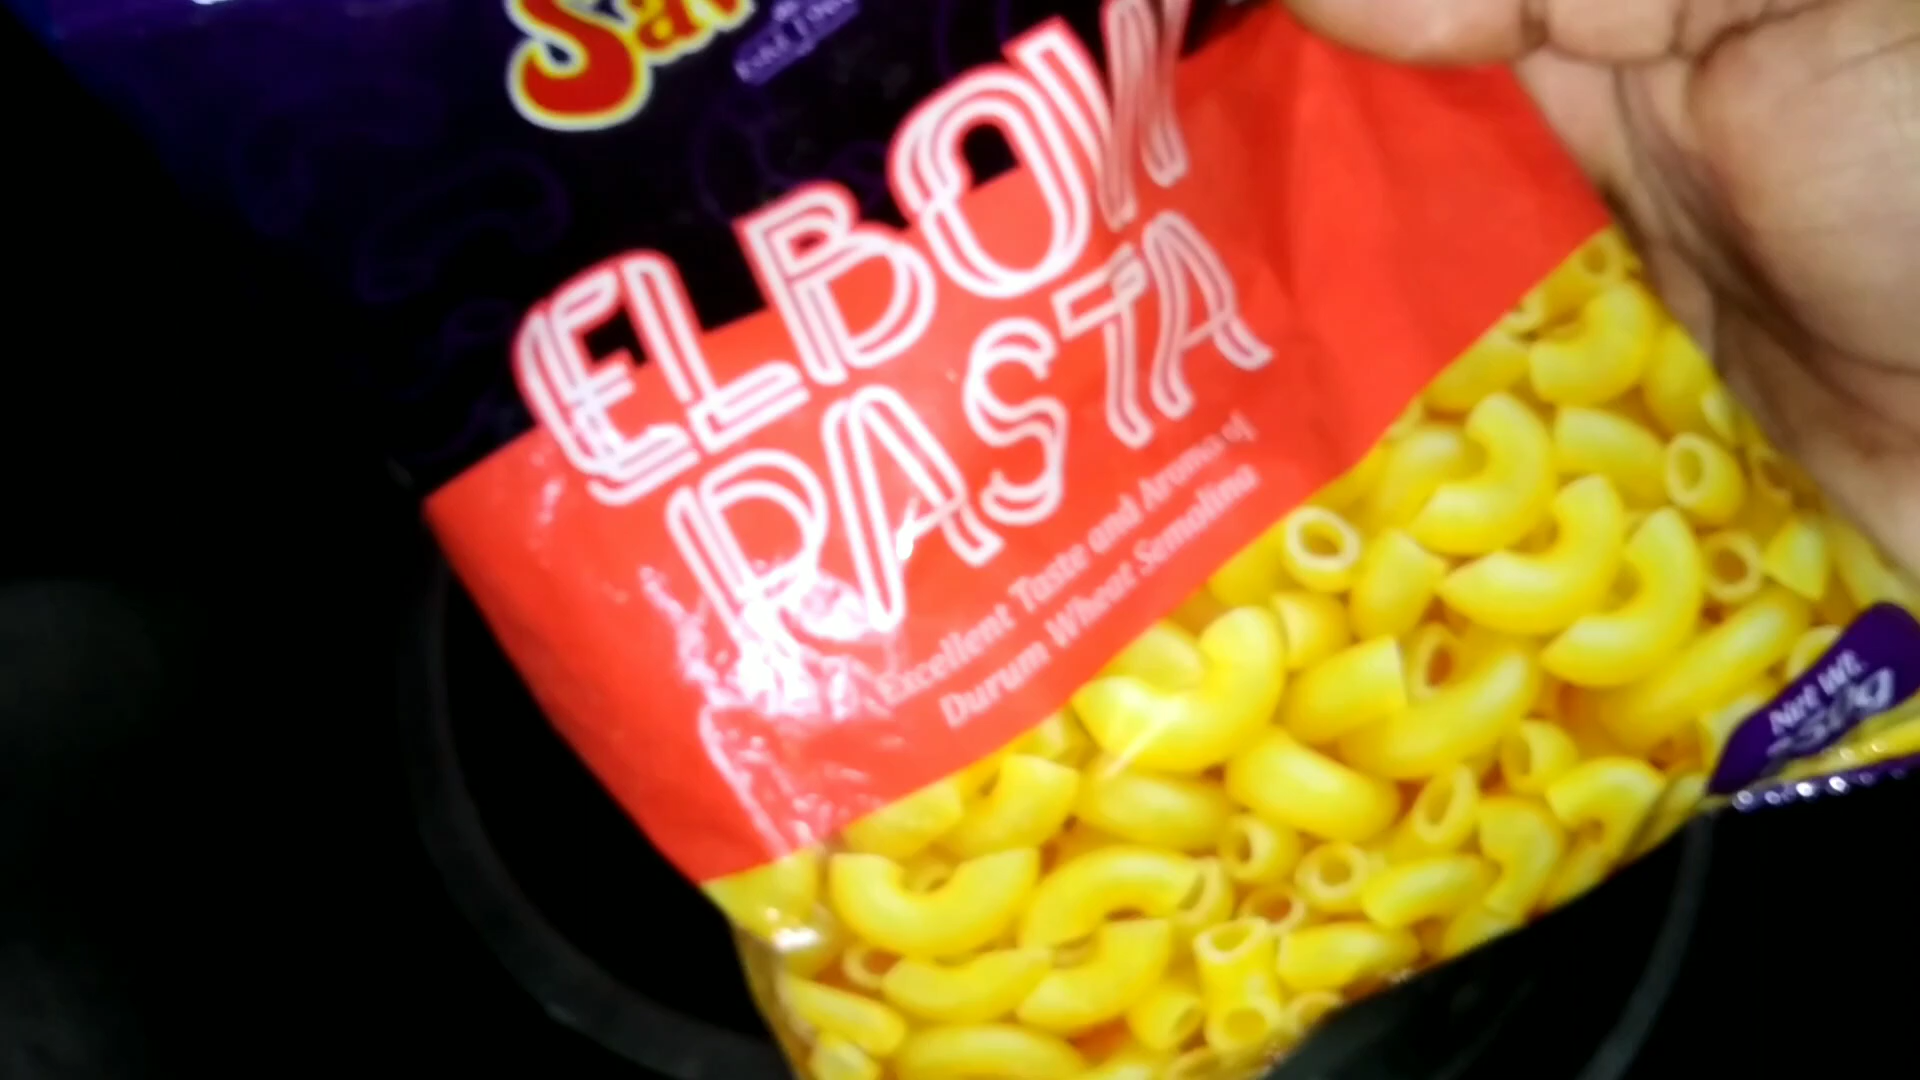 ELBOW
PASTA
Excellent Taste and Aroma of
Durum Wheat Semolina
Net Wt.